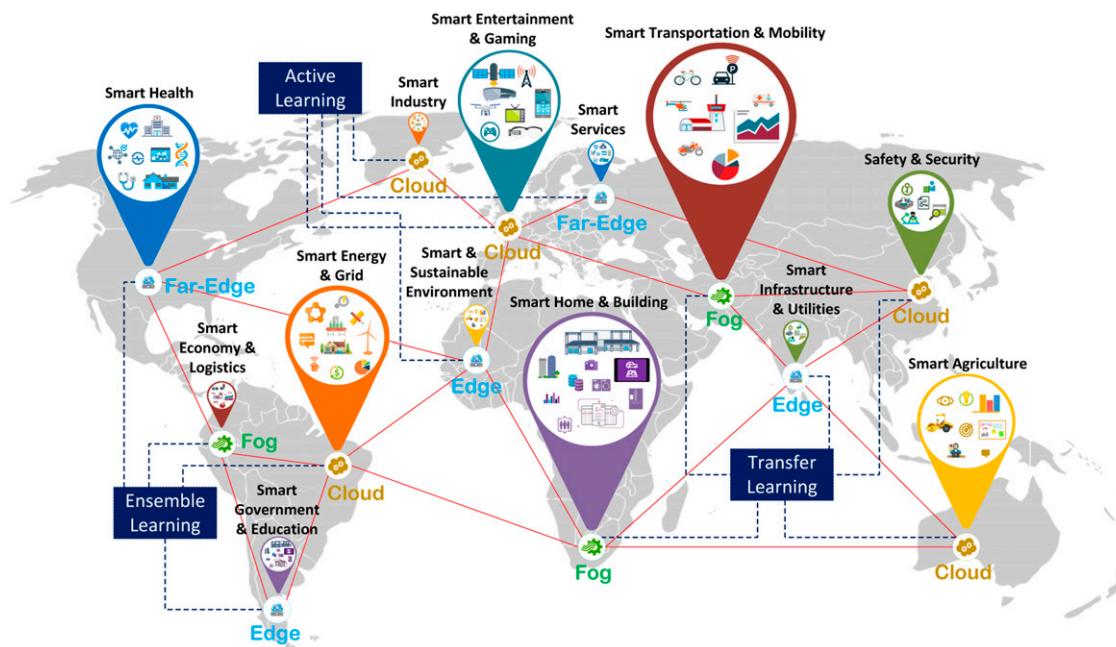 Smart Entertainment
& Gaming
Smart Transportation & Mobility
Active
Learning
Smart
Industry
Smart Health
Smart
Services
Safety & Security
Cloud
Far-Edge
Cloud
Smart Energy
& Grid
Smart &
Sustainable
Environment
Smart
Infrastructure
& Utilities
Far-Edge
Smart Home & Building
Fog
Cloud
Smart
Economy &
Logistics
Edge
Smart Agriculture
Edge
Fog
Cloud
Transfer
Learning
Ensemble
Learning
Smart
Government
& Education
Fog
Cloud
Edge